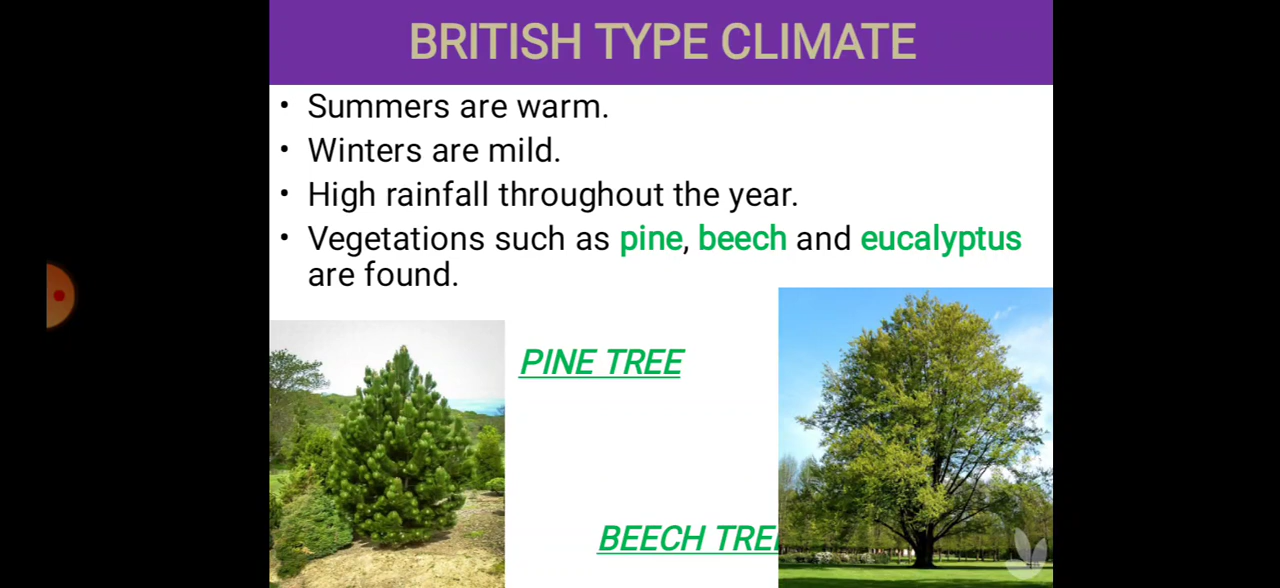 BRITISH TYPE CLIMATE
• Summers are warm.
• Winters are mild.
• High rainfall throughout the year.
• Vegetations such as pine, beech and eucalyptus
are found.
PINE TREE
BEECH TREE